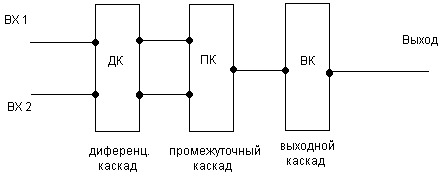 ВХ 1
ВХ 2
ДК
ПК
ВК
Выход
диференц.
каскад
промежуточный
каскад
выходной
каскад